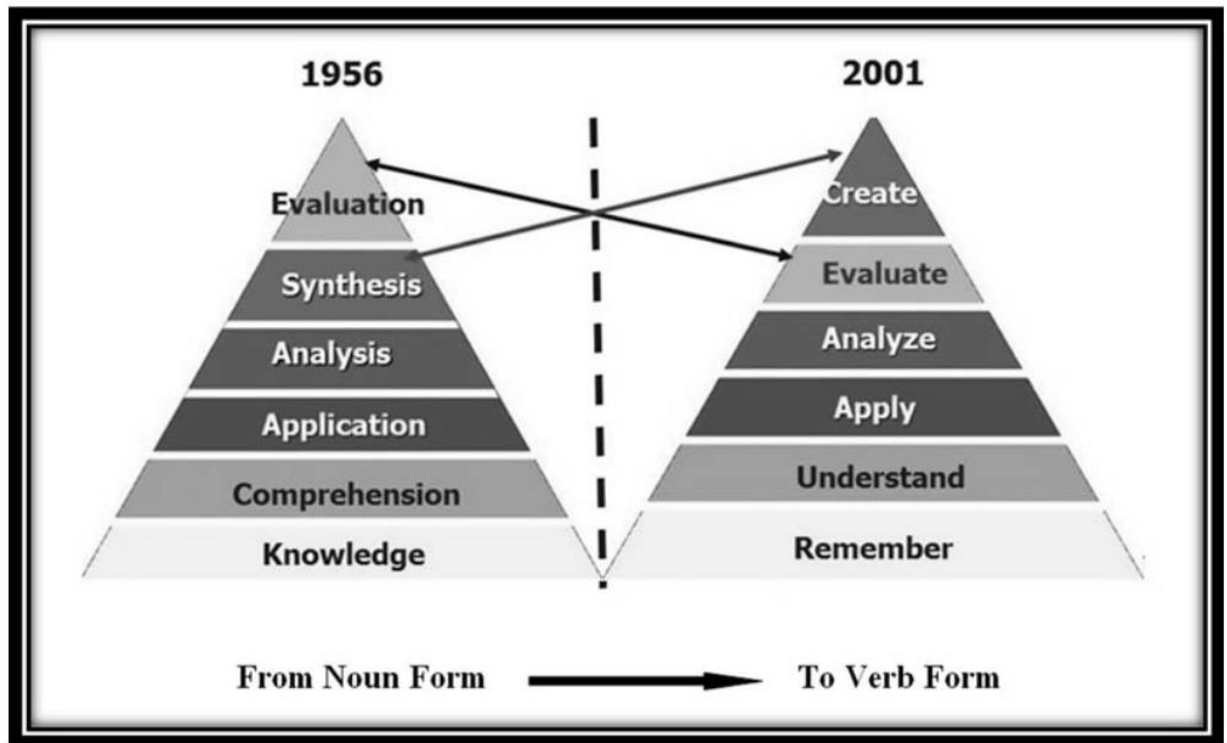 1956
Evaluation
Synthesis
Analysis
Application
Comprehension
Knowledge
2001
Create
Evaluate
Analyze
Apply
Understand
Remember
From Noun Form
To Verb Form